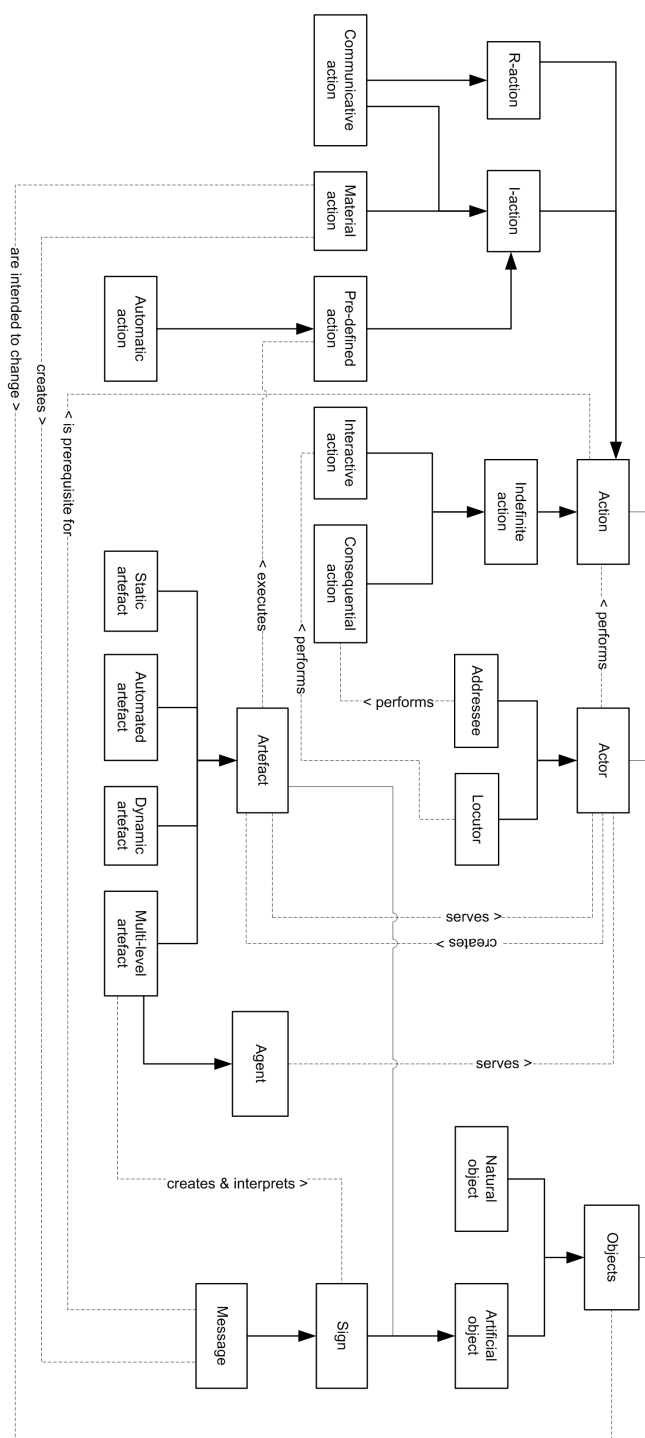 Objects
Action
Actor
Natural
object
Artificial
object
R-action
I-action
Indefinite
action
Addressee
Locutor
Communicative
action
Material
action
Pre-defined
action
Interactive
action
Consequential
action
Sign
Artefact
Agent
Message
Automatic
action
Static
artefact
Automated
artefact
Dynamic
artefact
Multi-level
artefact
< performs
< performs
< performs
< executes
serves >
creates >
serves >
creates & interprets >
< is prerequisite for
creates >
are intended to change >